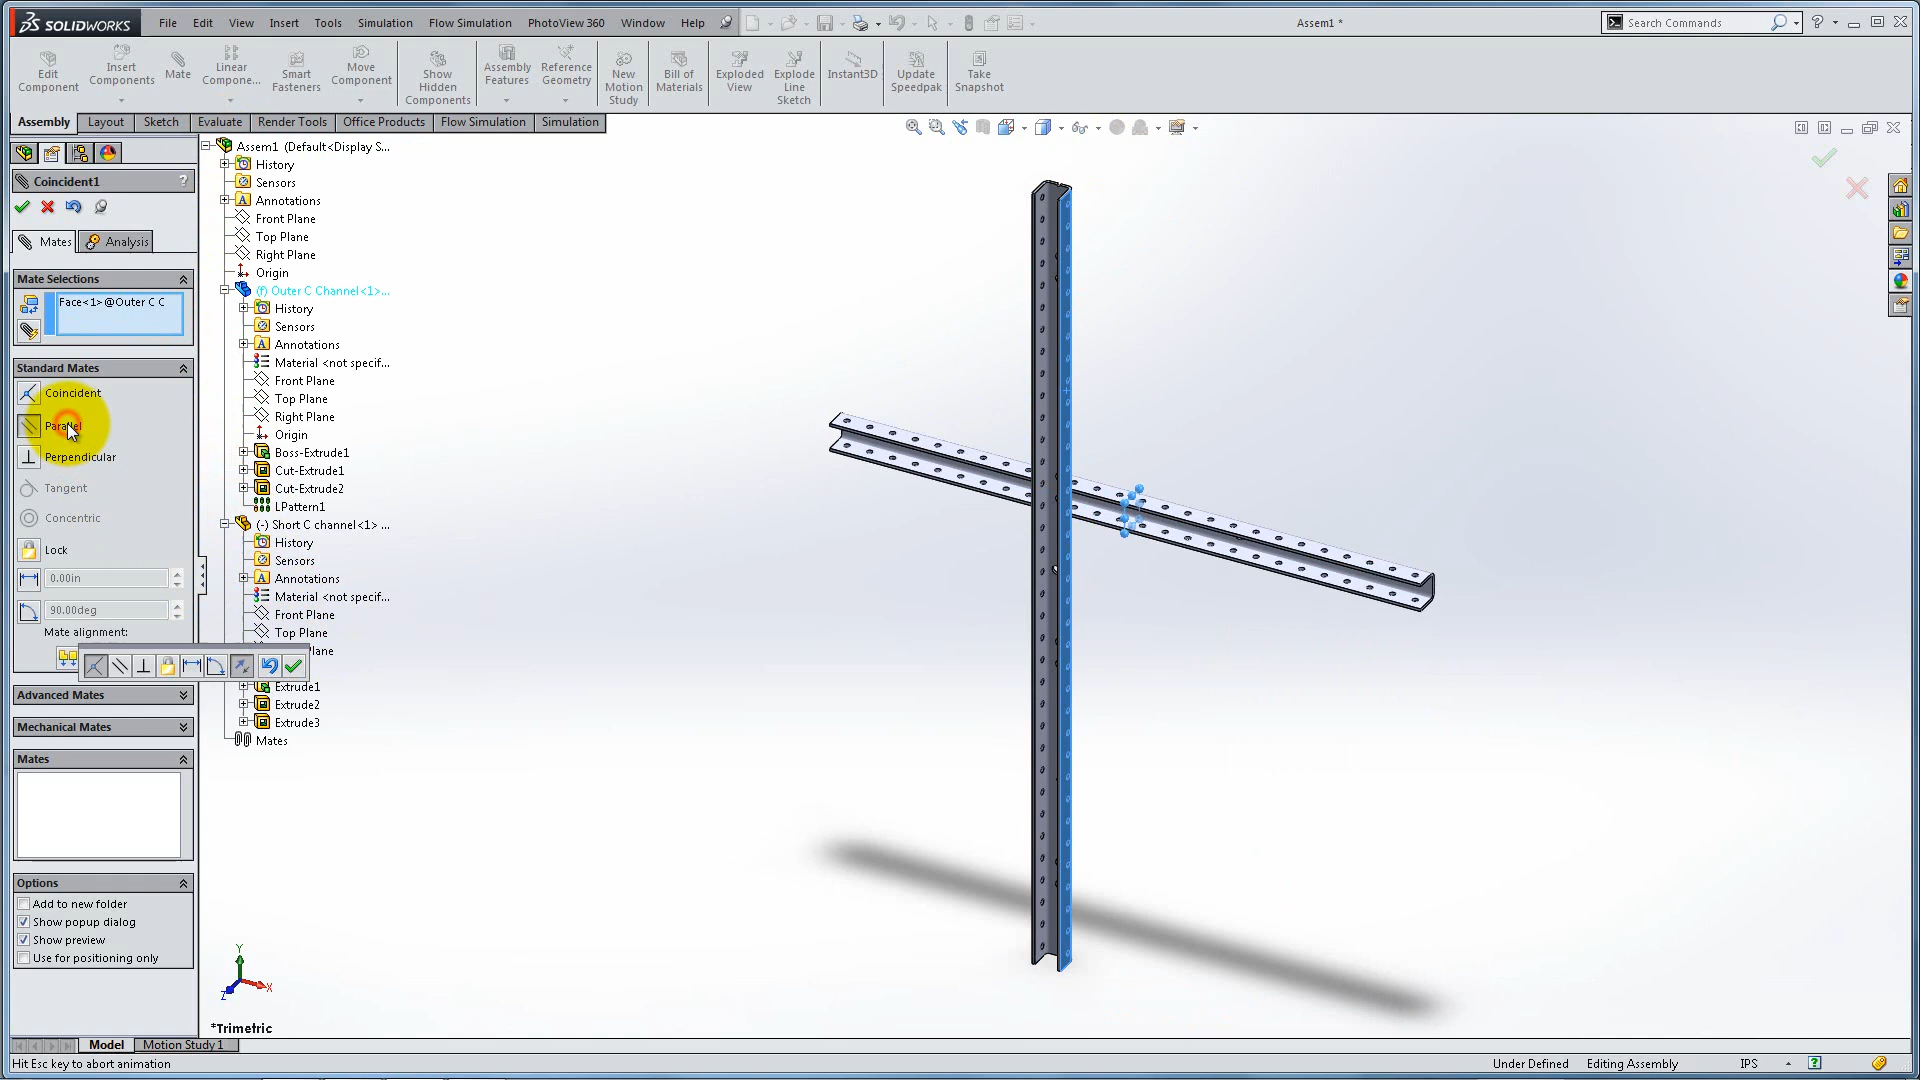 SOLIDWORKS File Edit View Insert Tools Simulation Flow Simulation PhotoView 360 Window Help Assem1 * Search Commands
Edit Component
Insert Components
Mate
Linear Compone...
Smart Fasteners
Move Component
Show Hidden Components
Assembly Features
Reference Geometry
New Motion Study
Bill of Materials
Exploded View
Explode Line Sketch
Instant3D
Update Speedpak
Take Snapshot
Assembly Layout Sketch Evaluate Render Tools Office Products Flow Simulation Simulation
Coincident1 ?
Mates Analysis
Mate Selections
Face<1>@Outer C C
Standard Mates
Coincident
Parallel
Perpendicular
Tangent
Concentric
Lock
0.00in
90.00deg
Mate alignment:
Advanced Mates
Mechanical Mates
Mates
Options
Add to new folder
Show popup dialog
Show preview
Use for positioning only
Assem1 (Default<Display S...
History
Sensors
Annotations
Front Plane
Top Plane
Right Plane
Origin
(f) Outer C Channel<1>...
History
Sensors
Annotations
Material <not specif...
Front Plane
Top Plane
Right Plane
Origin
Boss-Extrude1
Cut-Extrude1
Cut-Extrude2
LPattern1
(-) Short C channel<1> ...
History
Sensors
Annotations
Material <not specif...
Front Plane
Top Plane
lane
Extrude1
Extrude2
Extrude3
Mates
Y
X
Z
*Trimetric
Model Motion Study 1
Hit Esc key to abort animation Under Defined Editing Assembly IPS